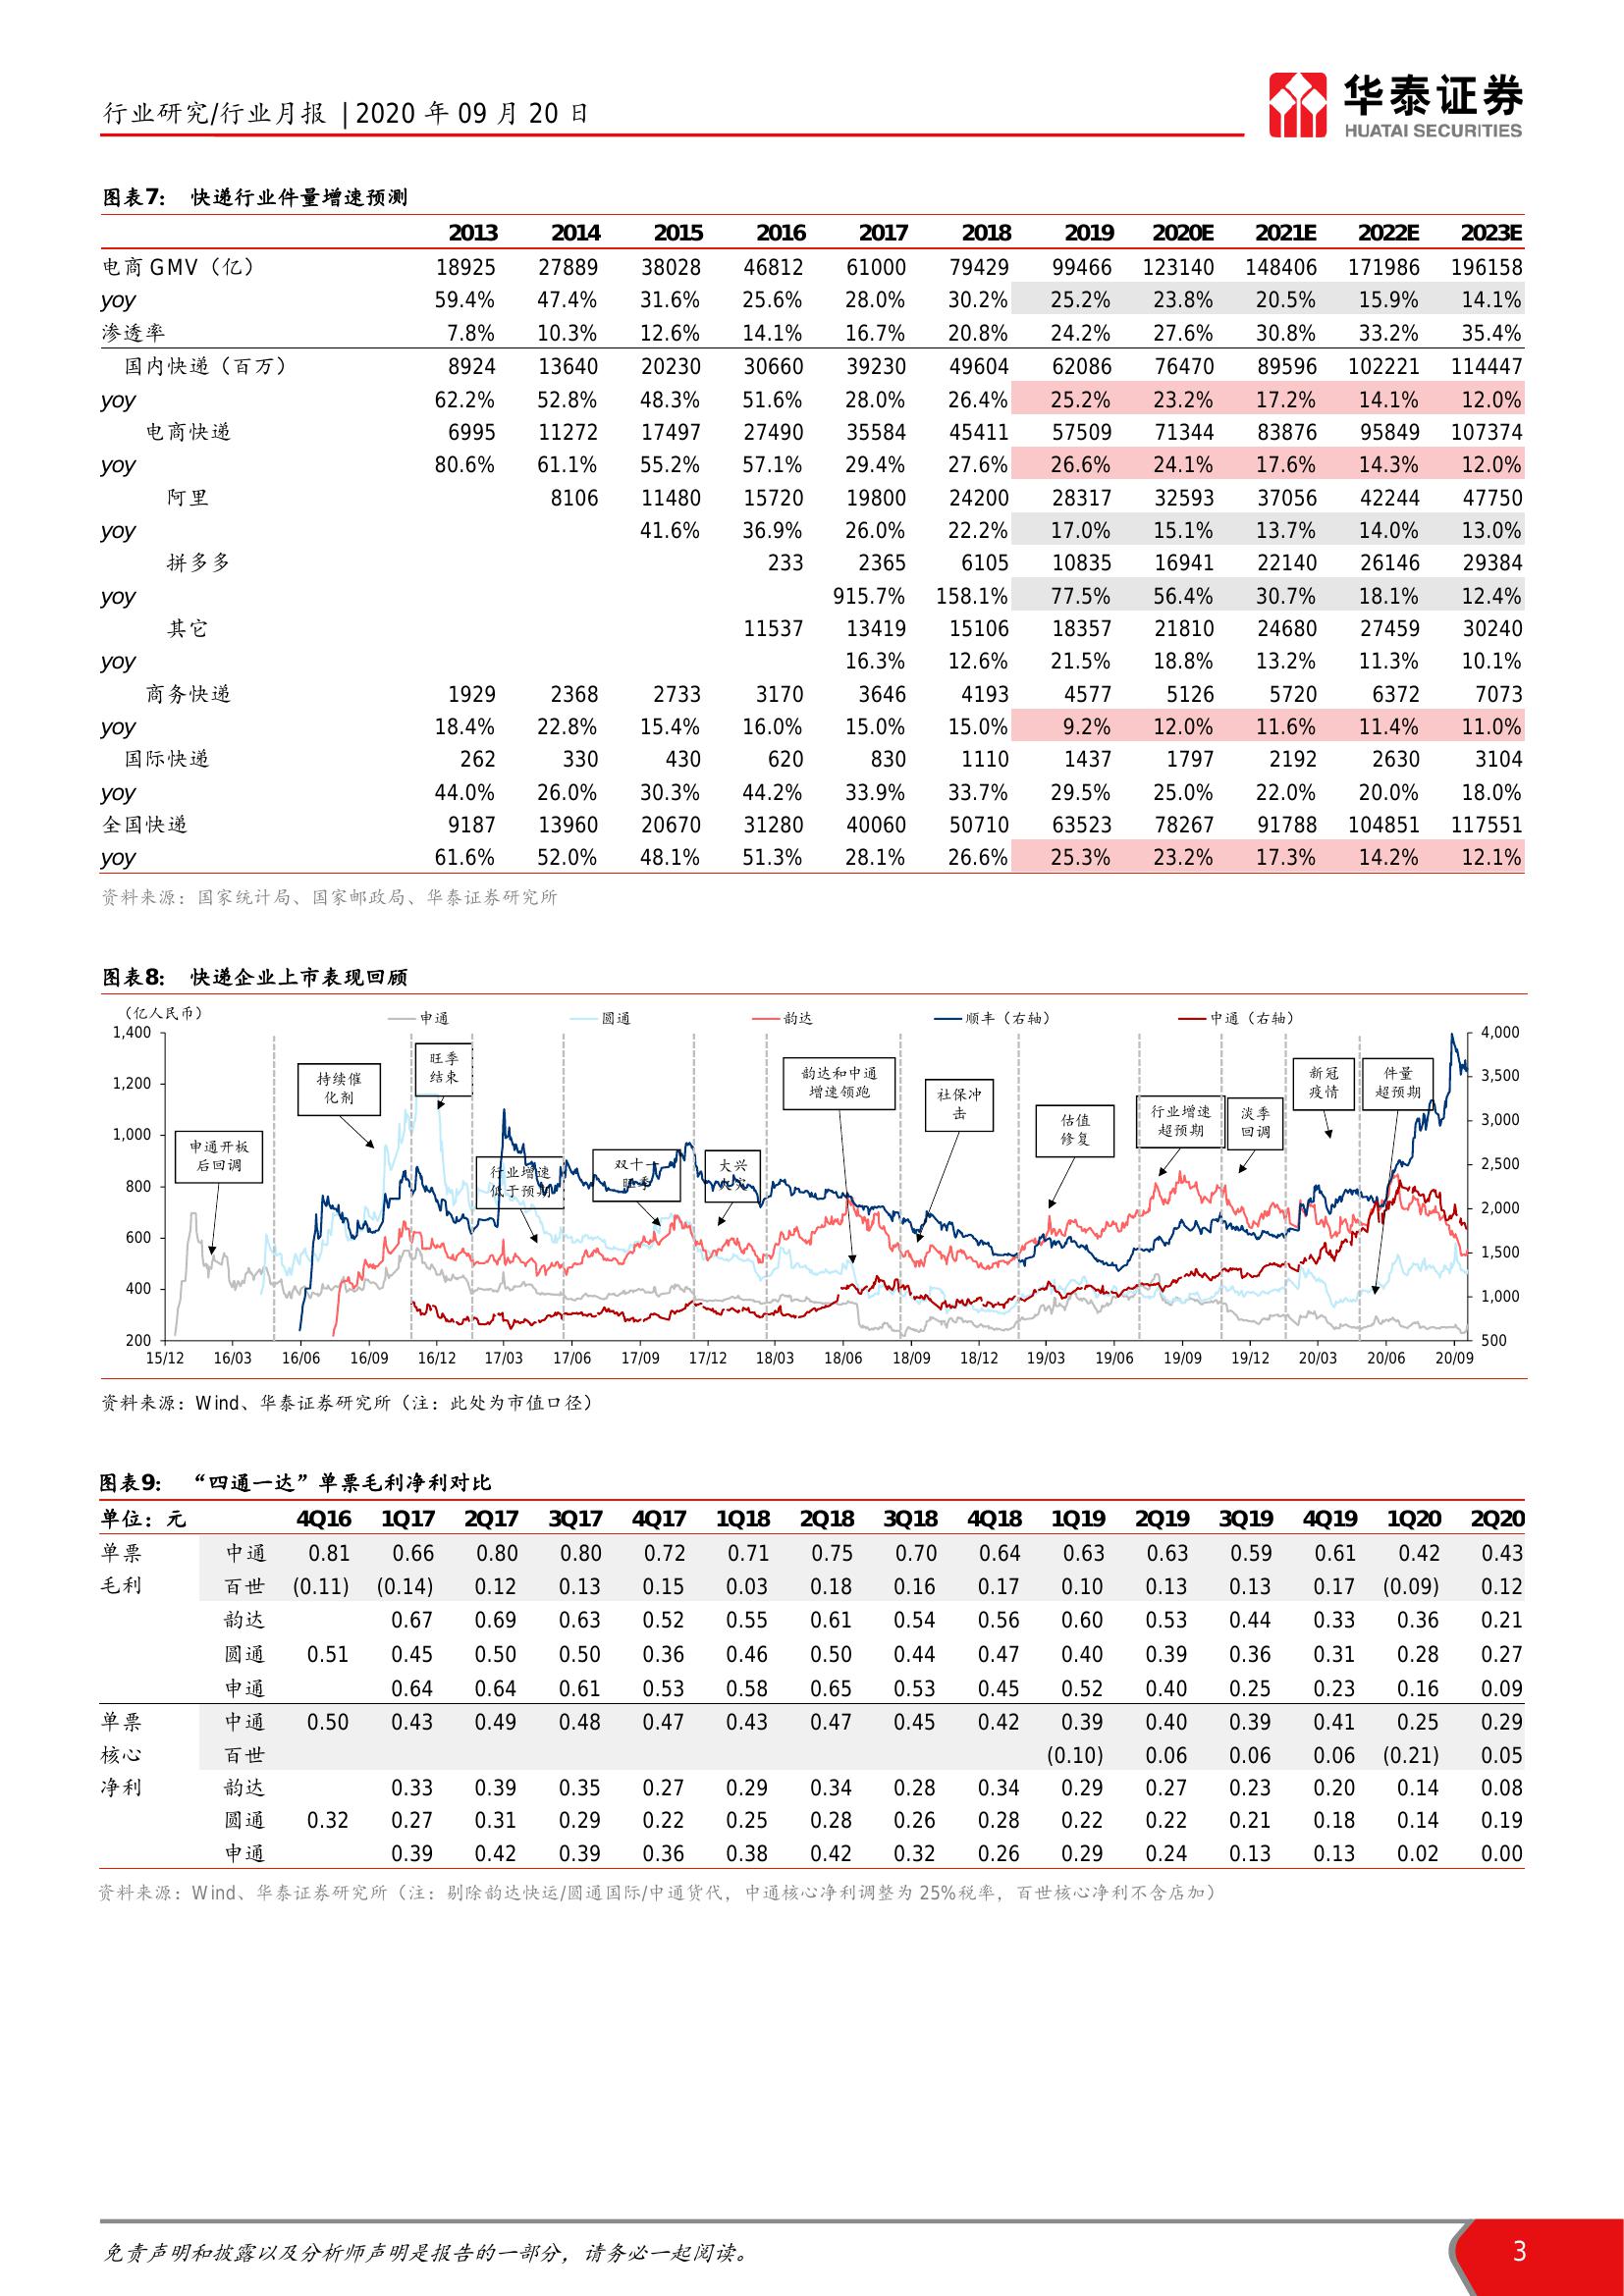 行业研究/行业月报 | 2020 年 09 月 20 日
华泰证券
HUATAI SECURITIES
图表7： 快递行业件量增速预测
2013 2014 2015 2016 2017 2018 2019 2020E 2021E 2022E 2023E
电商 GMV（亿） 18925 27889 38028 46812 61000 79429 99466 123140 148406 171986 196158
yoy 59.4% 47.4% 31.6% 25.6% 28.0% 30.2% 25.2% 23.8% 20.5% 15.9% 14.1%
渗透率 7.8% 10.3% 12.6% 14.1% 16.7% 20.8% 24.2% 27.6% 30.8% 33.2% 35.4%
国内快递（百万） 8924 13640 20230 30660 39230 49604 62086 76470 89596 102221 114447
yoy 62.2% 52.8% 48.3% 51.6% 28.0% 26.4% 25.2% 23.2% 17.2% 14.1% 12.0%
电商快递 6995 11272 17497 27490 35584 45411 57509 71344 83876 95849 107374
yoy 80.6% 61.1% 55.2% 57.1% 29.4% 27.6% 26.6% 24.1% 17.6% 14.3% 12.0%
阿里 8106 11480 15720 19800 24200 28317 32593 37056 42244 47750
yoy 41.6% 36.9% 26.0% 22.2% 17.0% 15.1% 13.7% 14.0% 13.0%
拼多多 233 2365 6105 10835 16941 22140 26146 29384
yoy 915.7% 158.1% 77.5% 56.4% 30.7% 18.1% 12.4%
其它 11537 13419 15106 18357 21810 24680 27459 30240
yoy 16.3% 12.6% 21.5% 18.8% 13.2% 11.3% 10.1%
商务快递 1929 2368 2733 3170 3646 4193 4577 5126 5720 6372 7073
yoy 18.4% 22.8% 15.4% 16.0% 15.0% 15.0% 9.2% 12.0% 11.6% 11.4% 11.0%
国际快递 262 330 430 620 830 1110 1437 1797 2192 2630 3104
yoy 44.0% 26.0% 30.3% 44.2% 33.9% 33.7% 29.5% 25.0% 22.0% 20.0% 18.0%
全国快递 9187 13960 20670 31280 40060 50710 63523 78267 91788 104851 117551
yoy 61.6% 52.0% 48.1% 51.3% 28.1% 26.6% 25.3% 23.2% 17.3% 14.2% 12.1%
资料来源：国家统计局、国家邮政局、华泰证券研究所
图表8： 快递企业上市表现回顾
（亿人民币）
申通 圆通 韵达 顺丰（右轴） 中通（右轴）
1,400
1,200
1,000
800
600
400
200
4,000
3,500
3,000
2,500
2,000
1,500
1,000
500
申通开板
后回调
持续催
化剂
旺季
结束
行业增速
低于预期
双十一
旺季
大兴
火灾
韵达和中通
增速领跑
社保冲
击
估值
修复
行业增速
超预期
淡季
回调
新冠
疫情
件量
超预期
15/12 16/03 16/06 16/09 16/12 17/03 17/06 17/09 17/12 18/03 18/06 18/09 18/12 19/03 19/06 19/09 19/12 20/03 20/06 20/09
资料来源：Wind、华泰证券研究所（注：此处为市值口径）
图表9： “四通一达”单票毛利净利对比
单位：元 4Q16 1Q17 2Q17 3Q17 4Q17 1Q18 2Q18 3Q18 4Q18 1Q19 2Q19 3Q19 4Q19 1Q20 2Q20
单票 中通 0.81 0.66 0.80 0.80 0.72 0.71 0.75 0.70 0.64 0.63 0.63 0.59 0.61 0.42 0.43
毛利 百世 (0.11) (0.14) 0.12 0.13 0.15 0.03 0.18 0.16 0.17 0.10 0.13 0.13 0.17 (0.09) 0.12
韵达 0.67 0.69 0.63 0.52 0.55 0.61 0.54 0.56 0.60 0.53 0.44 0.33 0.36 0.21
圆通 0.51 0.45 0.50 0.50 0.36 0.46 0.50 0.44 0.47 0.40 0.39 0.36 0.31 0.28 0.27
申通 0.64 0.64 0.61 0.53 0.58 0.65 0.53 0.45 0.52 0.40 0.25 0.23 0.16 0.09
单票 中通 0.50 0.43 0.49 0.48 0.47 0.43 0.47 0.45 0.42 0.39 0.40 0.39 0.41 0.25 0.29
核心 百世 (0.10) 0.06 0.06 0.06 (0.21) 0.05
净利 韵达 0.33 0.39 0.35 0.27 0.29 0.34 0.28 0.34 0.29 0.27 0.23 0.20 0.14 0.08
圆通 0.32 0.27 0.31 0.29 0.22 0.25 0.28 0.26 0.28 0.22 0.22 0.21 0.18 0.14 0.19
申通 0.39 0.42 0.39 0.36 0.38 0.42 0.32 0.26 0.29 0.24 0.13 0.13 0.02 0.00
资料来源：Wind、华泰证券研究所（注：剔除韵达快运/圆通国际/中通货代，中通核心净利调整为 25%税率，百世核心净利不含店加）
免责声明和披露以及分析师声明是报告的一部分，请务必一起阅读。
3